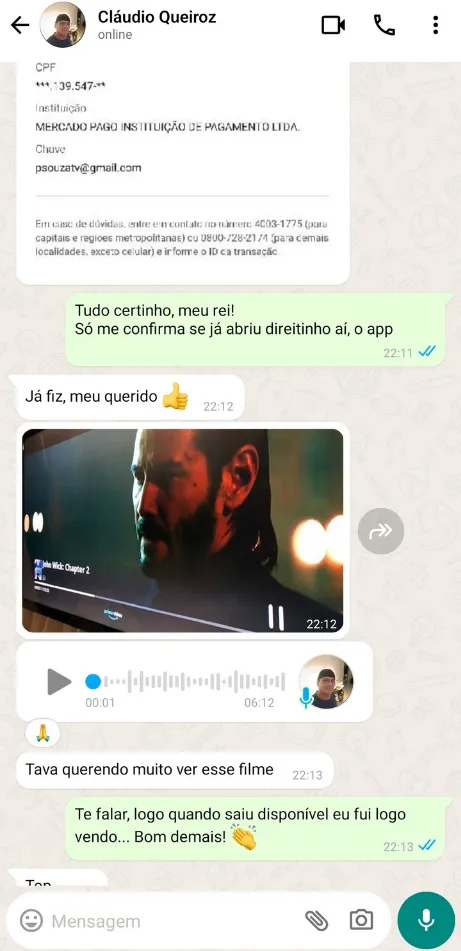 Cláudio Queiroz
online
CPF
***.139.547-**
Instituição
MERCADO PAGO INSTITUIÇÃO DE PAGAMENTO LTDA.
Chave
psouzatv@gmail.com
Em caso de dúvidas, entre em contato no número 4003-1775 (para
capitais e regiões metropolitanas) ou 0800-728-2174 (para demais
localidades, exceto celular) e informe o ID da transação.
Tudo certinho, meu rei!
Só me confirma se já abriu direitinho aí, o app
22:11
Já fiz, meu querido 👍
22:12
John Wick: Chapter 2
prime video
22:12
00:01
06:12
🙏
Tava querendo muito ver esse filme
22:13
Te falar, logo quando saiu disponível eu fui logo
vendo... Bom demais! 👏
22:13
Mensagem